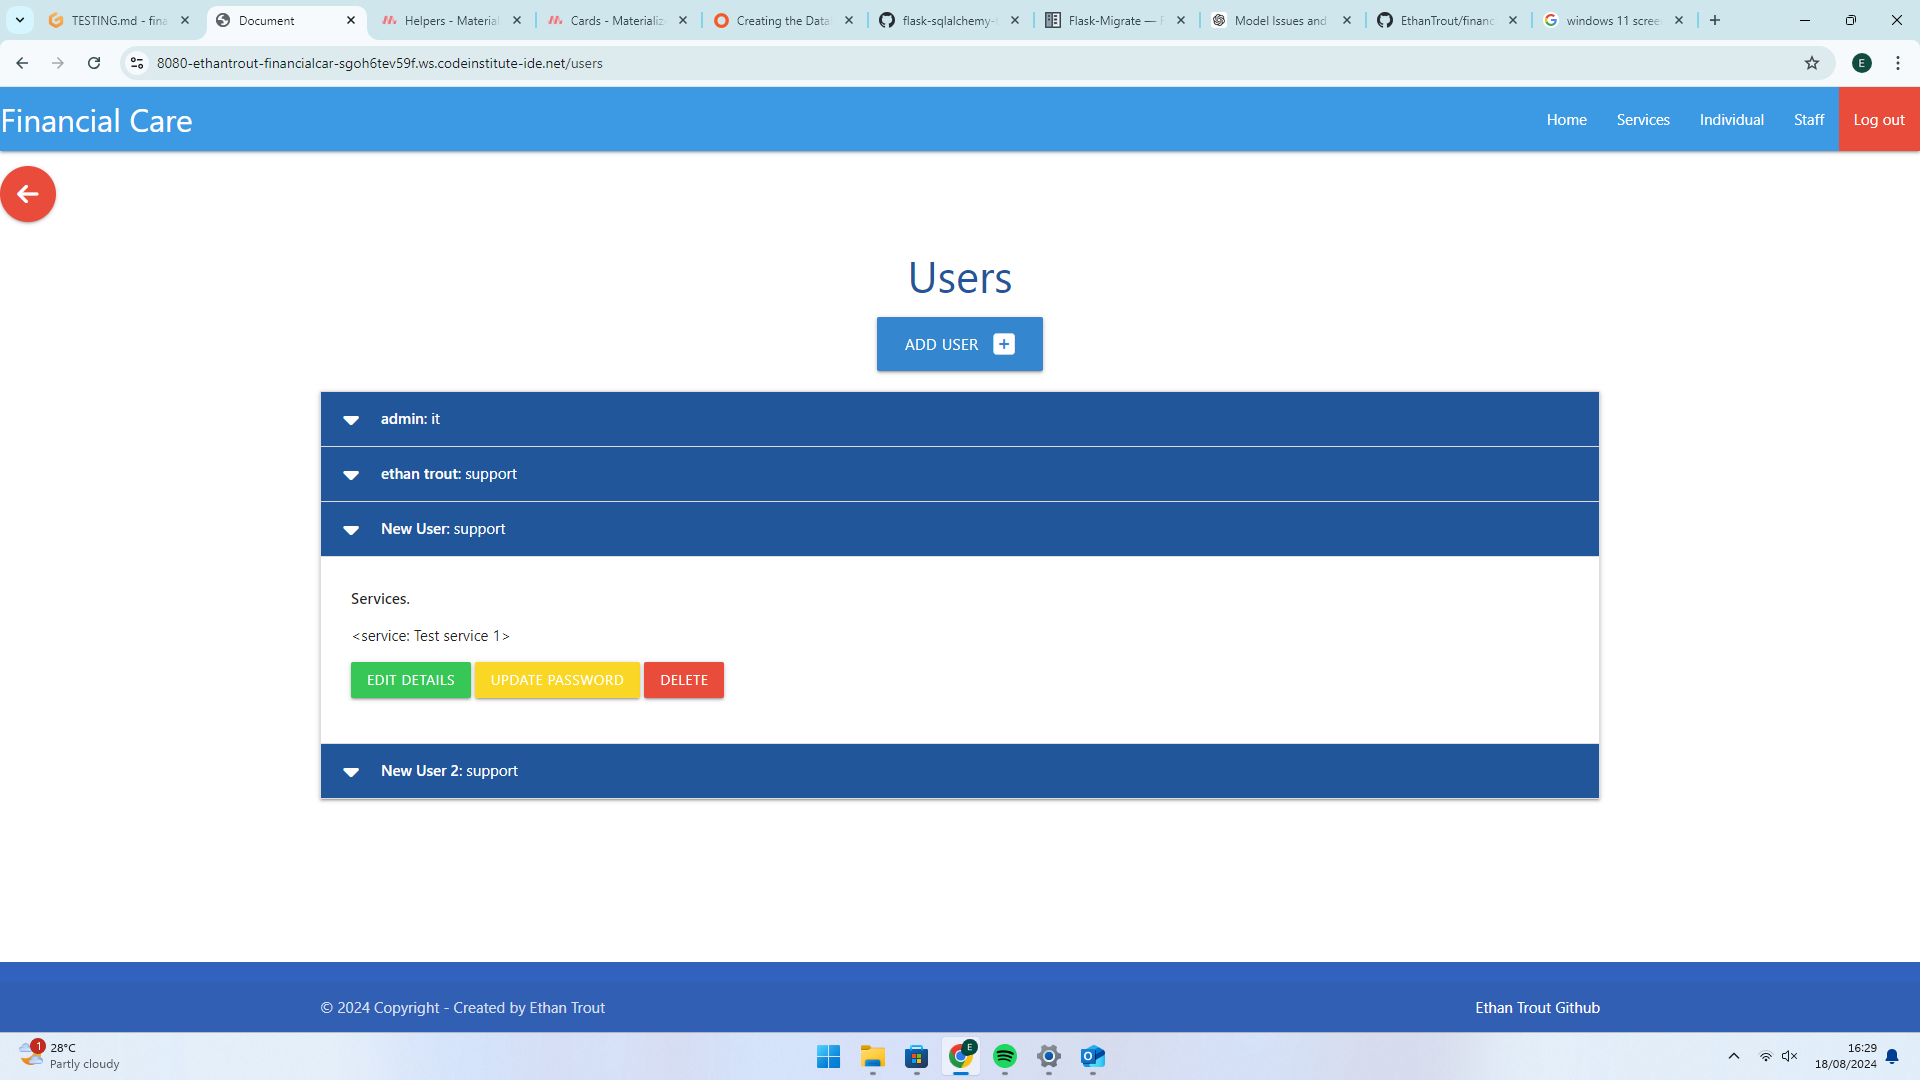 TESTING.md - fina
Document
Helpers - Material
Cards - Materializ
Creating the Data
flask-sqlalchemy-
Flask-Migrate —
Model Issues and
EthanTrout/financ
windows 11 scree
8080-ethantrout-financialcar-sgoh6tev59f.ws.codeinstitute-ide.net/users
E
Financial Care
Home
Services
Individual
Staff
Log out
Users
ADD USER
admin: it
ethan trout: support
New User: support
Services.
<service: Test service 1>
EDIT DETAILS
UPDATE PASSWORD
DELETE
New User 2: support
© 2024 Copyright - Created by Ethan Trout
Ethan Trout Github
1
28°C
Partly cloudy
E
16:29
18/08/2024